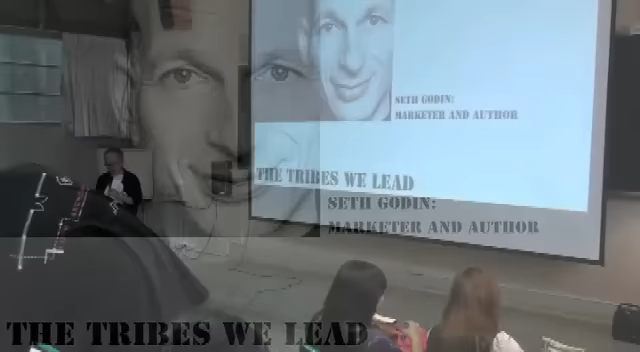 SETH GODIN:
MARKETER AND AUTHOR
THE TRIBES WE LEAD
SETH GODIN:
MARKETER AND AUTHOR
THE TRIBES WE LEAD